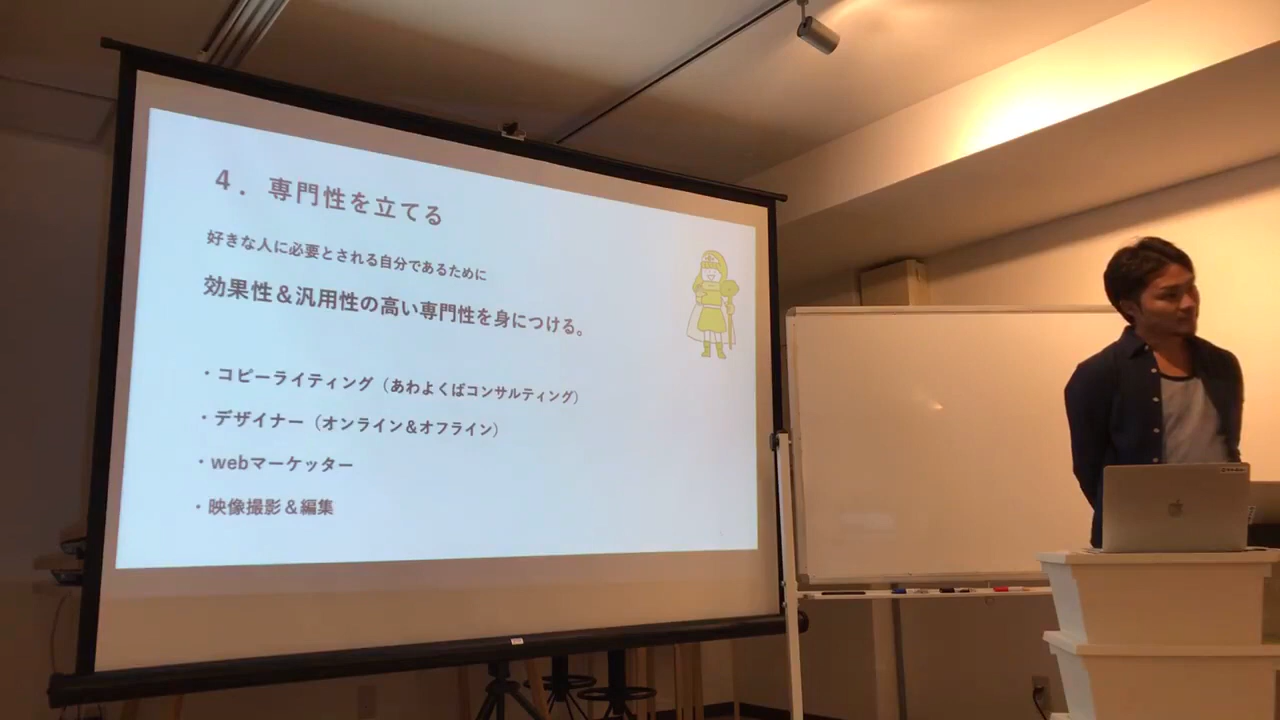 ４．専門性を立てる
好きな人に必要とされる自分であるために
効果性＆汎用性の高い専門性を身につける。
・コピーライティング（あわよくばコンサルティング）
・デザイナー（オンライン＆オフライン）
・webマーケッター
・映像撮影＆編集